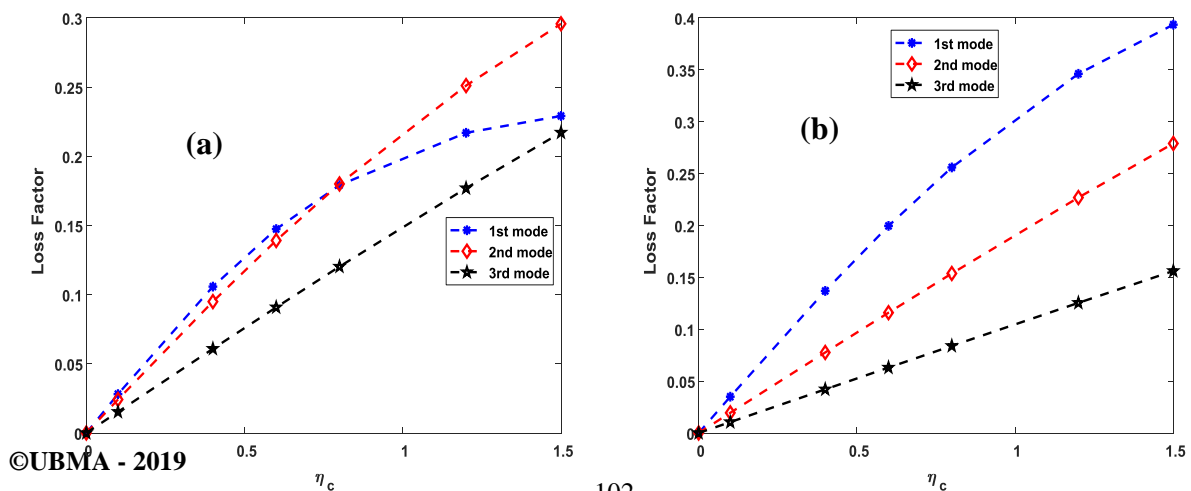 0.3
0.25
0.2
0.15
0.1
0.05
0
0
0.5
1
1.5
Loss Factor
η_c
(a)
1st mode
2nd mode
3rd mode
0.4
0.35
0.3
0.25
0.2
0.15
0.1
0.05
0
0
0.5
1
1.5
Loss Factor
η_c
(b)
1st mode
2nd mode
3rd mode
©UBMA - 2019
102